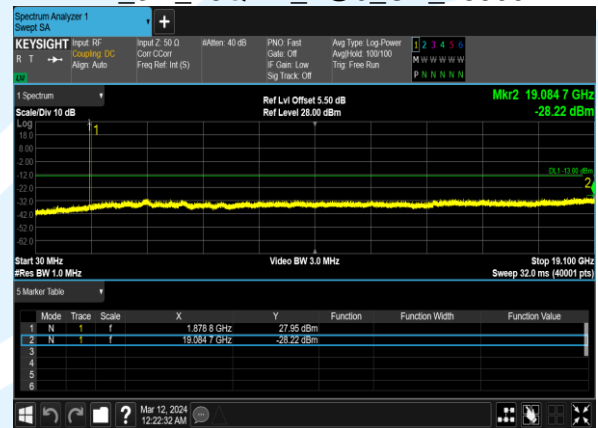 Spectrum Analyzer 1
Swept SA
KEYSIGHT Input: RF Input Z: 50 Ω #Atten: 40 dB PNO: Fast Avg Type: Log-Power 1 2 3 4 5 6
R T Coupling: DC Corr CCorr Gate: Off Avg|Hold: 100/100 M W W W W W
Align: Auto Freq Ref: Int (S) IF Gain: Low Trig: Free Run
Sig Track: Off P N N N N N
1 Spectrum Ref Lvl Offset 5.50 dB Mkr2 19.084 7 GHz
Scale/Div 10 dB Ref Level 28.00 dBm -28.22 dBm
Log
18.0
8.00
-2.00
-12.0
-22.0
-32.0
-42.0
-52.0
-62.0
1
DL1 -13.00 dBm
2
Start 30 MHz Video BW 3.0 MHz Stop 19.100 GHz
#Res BW 1.0 MHz Sweep 32.0 ms (40001 pts)
5 Marker Table
Mode Trace Scale X Y Function Function Width Function Value
1 N 1 f 1.878 8 GHz 27.95 dBm
2 N 1 f 19.084 7 GHz -28.22 dBm
3
4
5
6
Mar 12, 2024
12:22:32 AM